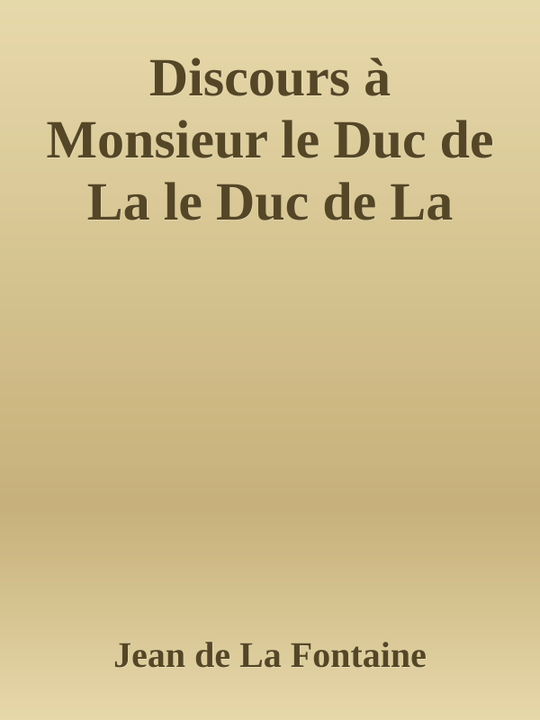 Discours à
Monsieur le Duc de
La le Duc de La
Jean de La Fontaine